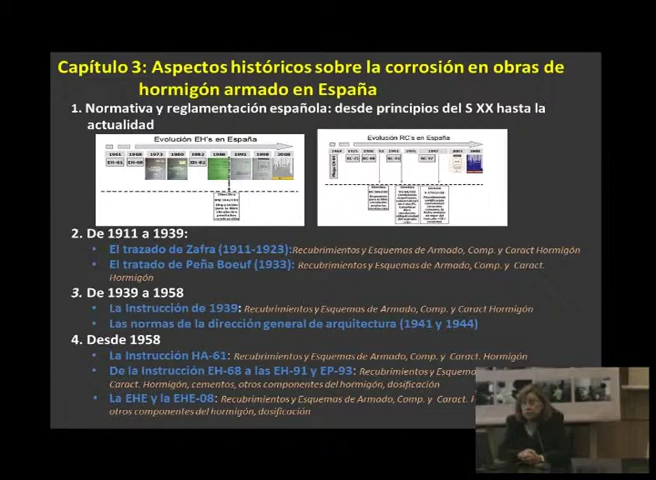 Capítulo 3: Aspectos históricos sobre la corrosión en obras de
hormigón armado en España
1. Normativa y reglamentación española: desde principios del S XX hasta la
actualidad
Evolución EH's en España
Evolución RC's en España
2. De 1911 a 1939:
• El trazado de Zafra (1911-1923):Recubrimientos y Esquemas de Armado, Comp. y Caract Hormigón
• El tratado de Peña Boeuf (1933): Recubrimientos y Esquemas de Armado, Comp. y Caract.
Hormigón
3. De 1939 a 1958
• La Instrucción de 1939: Recubrimientos y Esquemas de Armado, Comp. y Caract Hormigón
• Las normas de la dirección general de arquitectura (1941 y 1944)
4. Desde 1958
• La Instrucción HA-61: Recubrimientos y Esquemas de Armado, Comp. y Caract. Hormigón
• De la Instrucción EH-68 a las EH-91 y EP-93: Recubrimientos y Esquema
Caract. Hormigón, cementos, otros componentes del hormigón, dosificación
• La EHE y la EHE-08: Recubrimientos y Esquemas de Armado, Comp. y Caract.
otros componentes del hormigón, dosificación